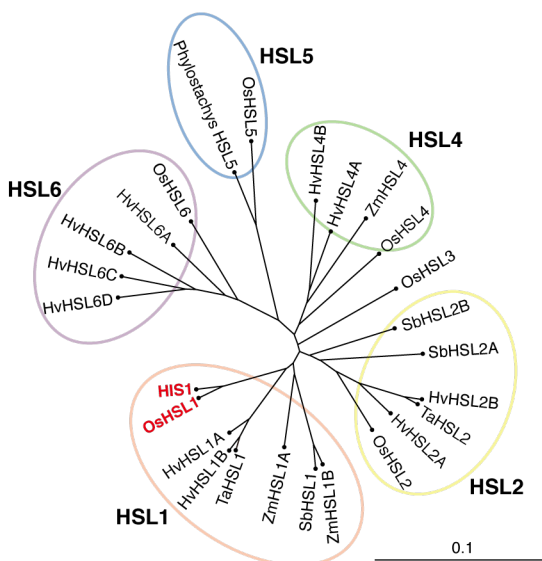 HSL5
Phylostachys HSL5
OsHSL5
HSL4
HvHSL4B
HvHSL4A
ZmHSL4
OsHSL4
OsHSL3
HSL6
OsHSL6
HvHSL6A
HvHSL6B
HvHSL6C
HvHSL6D
SbHSL2B
SbHSL2A
HvHSL2B
TaHSL2
HvHSL2A
OsHSL2
HSL2
HIS1
OsHSL1
HvHSL1A
HvHSL1B
TaHSL1
ZmHSL1A
SbHSL1
ZmHSL1B
HSL1
0.1